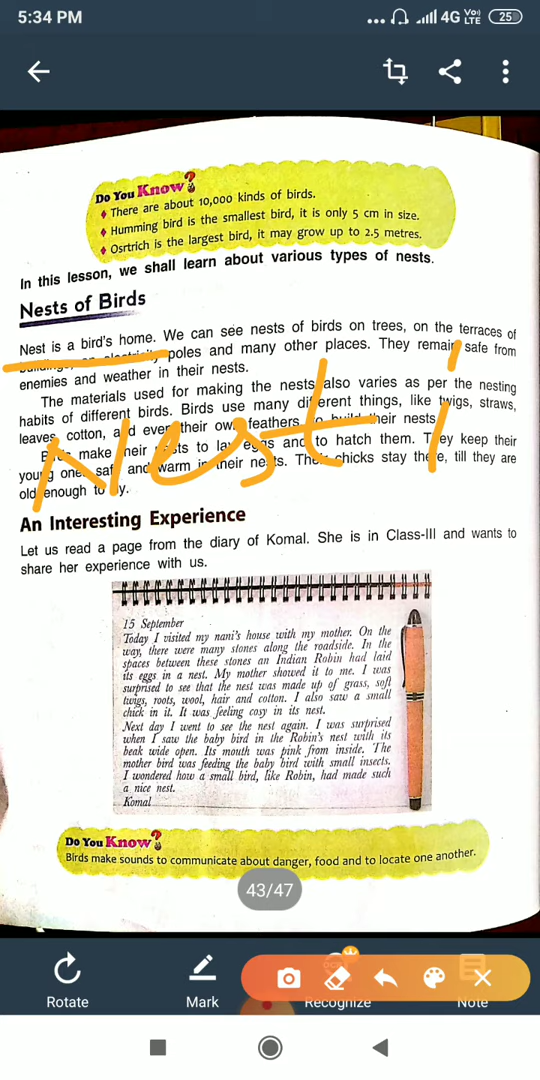 5:34 PM
4G Vo) LTE 25
Do You Know?
There are about 10,000 kinds of birds.
Humming bird is the smallest bird, it is only 5 cm in size.
Osrtrich is the largest bird, it may grow up to 2.5 metres.
In this lesson, we shall learn about various types of nests.
Nests of Birds
Nest is a bird's home. We can see nests of birds on trees, on the terraces of
buildings, on electricity poles and many other places. They remain safe from
enemies and weather in their nests.
The materials used for making the nests also varies as per the nesting
habits of different birds. Birds use many different things, like twigs, straws,
leaves, cotton, and even their own feathers to build their nests.
Birds make their nests to lay eggs and to hatch them. They keep their
young ones safe and warm in their nests. Their chicks stay there, till they are
old enough to fly.
Nest
An Interesting Experience
Let us read a page from the diary of Komal. She is in Class-III and wants to
share her experience with us.
15 September
Today I visited my nani's house with my mother. On the
way, there were many stones along the roadside. In the
spaces between these stones an Indian Robin had laid
its eggs in a nest. My mother showed it to me. I was
surprised to see that the nest was made up of grass, soft
twigs, roots, wool, hair and cotton. I also saw a small
chick in it. It was feeling cosy in its nest.
Next day I went to see the nest again. I was surprised
when I saw the baby bird in the Robin's nest with its
beak wide open. Its mouth was pink from inside. The
mother bird was feeding the baby bird with small insects.
I wondered how a small bird, like Robin, had made such
a nice nest.
Komal
Do You Know?
Birds make sounds to communicate about danger, food and to locate one another.
43/47
Rotate Mark Recognize Note